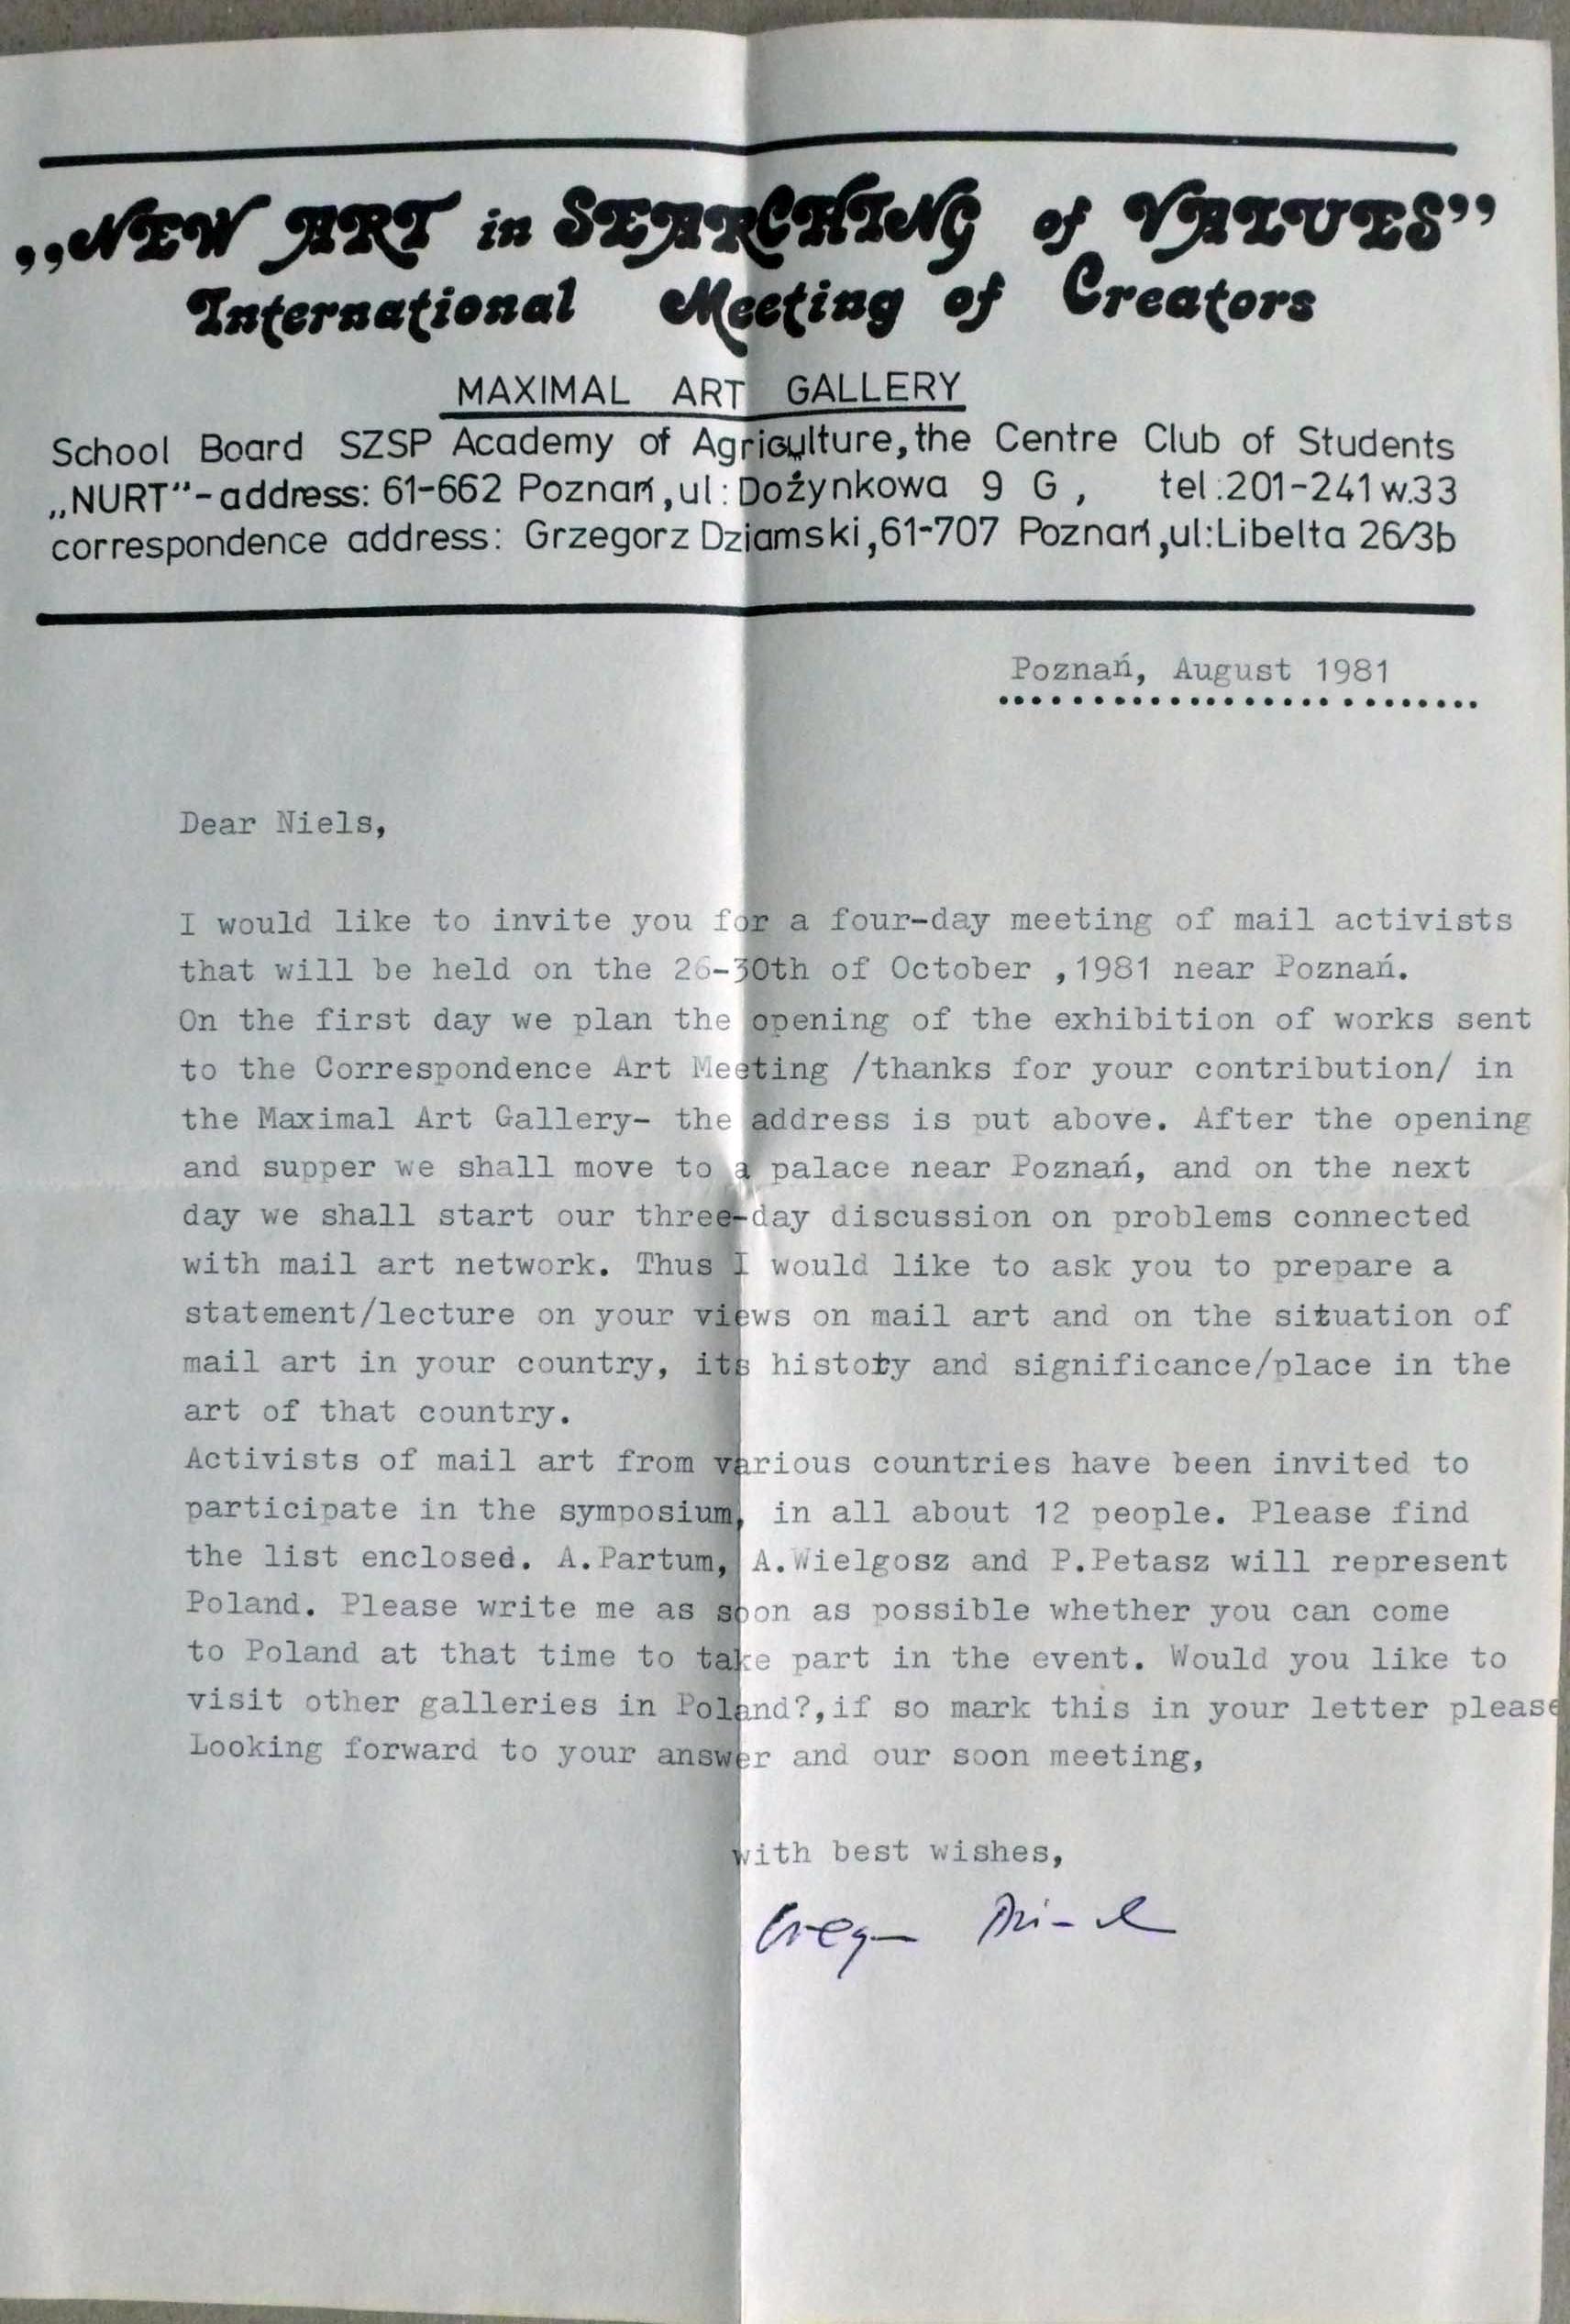 „NEW ART in SEARCHING of VALUES”
International Meeting of Creators
MAXIMAL ART GALLERY
School Board SZSP Academy of Agriculture, the Centre Club of Students
„NURT“-address: 61-662 Poznań, ul: Dożynkowa 9 G, tel.:201-241 w.33
correspondence address: Grzegorz Dziamski, 61-707 Poznań, ul:Libelta 26/3b
Poznań, August 1981
Dear Niels,
I would like to invite you for a four-day meeting of mail activists
that will be held on the 26-30th of October ,1981 near Poznań.
On the first day we plan the opening of the exhibition of works sent
to the Correspondence Art Meeting /thanks for your contribution/ in
the Maximal Art Gallery- the address is put above. After the opening
and supper we shall move to a palace near Poznań, and on the next
day we shall start our three-day discussion on problems connected
with mail art network. Thus I would like to ask you to prepare a
statement/lecture on your views on mail art and on the situation of
mail art in your country, its history and significance/place in the
art of that country.
Activists of mail art from various countries have been invited to
participate in the symposium, in all about 12 people. Please find
the list enclosed. A.Partum, A.Wielgosz and P.Petasz will represent
Poland. Please write me as soon as possible whether you can come
to Poland at that time to take part in the event. Would you like to
visit other galleries in Poland?,if so mark this in your letter please
Looking forward to your answer and our soon meeting,
with best wishes,